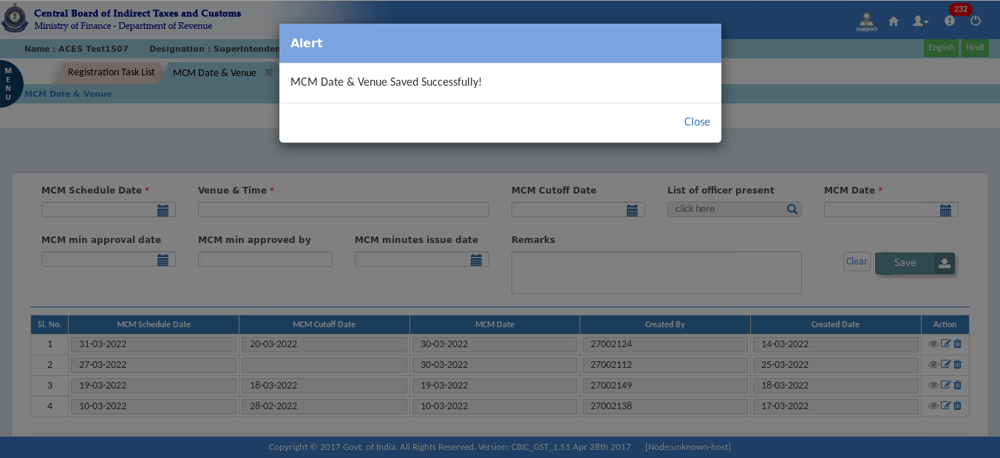 Central Board of Indirect Taxes and Customs
Ministry of Finance - Department of Revenue
232
support
Name : ACES Test1507 Designation :
English Hindi
Alert
MCM Date & Venue Saved Successfully!
Close
MENU
Registration Task List MCM Date & Venue
MCM Date & Venue
MCM Schedule Date * Venue & Time * MCM Cutoff Date List of officer present MCM Date *
click here
MCM min approval date MCM min approved by MCM minutes issue date Remarks
Clear Save
Sl. No. MCM Schedule Date MCM Cutoff Date MCM Date Created By Created Date Action
1 31-03-2022 20-03-2022 30-03-2022 27002124 14-03-2022
2 27-03-2022 30-03-2022 27002112 25-03-2022
3 19-03-2022 18-03-2022 19-03-2022 27002149 18-03-2022
4 10-03-2022 28-02-2022 10-03-2022 27002138 17-03-2022
Copyright © 2017 Govt. of India. All Rights Reserved. Version: CBIC_GST_1.51 Apr 28th 2017 [Node:unknown-host]